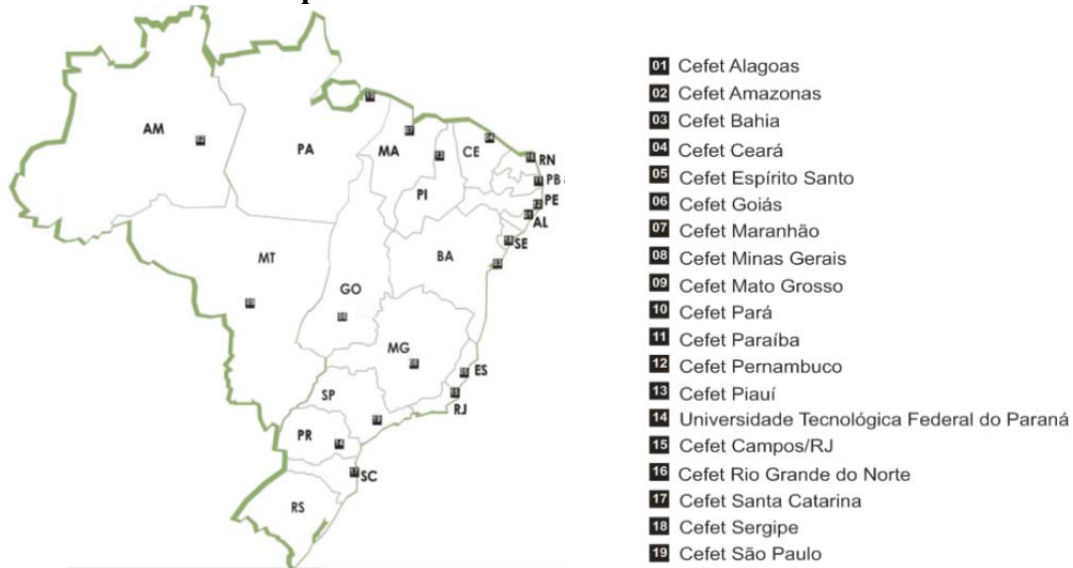 AM
PA
MA
CE
RN
PB
PI
PE
AL
SE
MT
BA
GO
MG
ES
SP
RJ
PR
SC
RS
01 Cefet Alagoas
02 Cefet Amazonas
03 Cefet Bahia
04 Cefet Ceará
05 Cefet Espírito Santo
06 Cefet Goiás
07 Cefet Maranhão
08 Cefet Minas Gerais
09 Cefet Mato Grosso
10 Cefet Pará
11 Cefet Paraíba
12 Cefet Pernambuco
13 Cefet Piauí
14 Universidade Tecnológica Federal do Paraná
15 Cefet Campos/RJ
16 Cefet Rio Grande do Norte
17 Cefet Santa Catarina
18 Cefet Sergipe
19 Cefet São Paulo